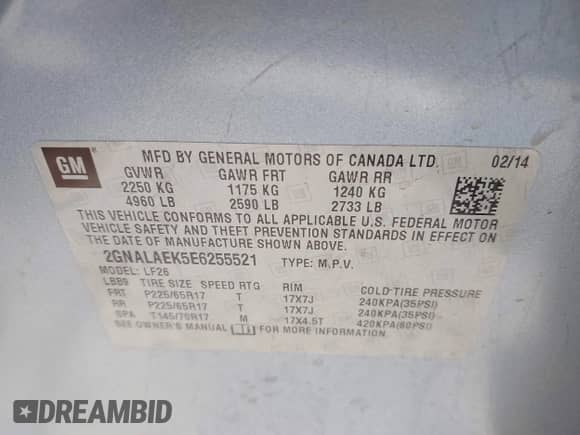 GM
MFD BY GENERAL MOTORS OF CANADA LTD. 02/14
GVWR GAWR FRT GAWR RR
2250 KG 1175 KG 1240 KG
4960 LB 2590 LB 2733 LB
THIS VEHICLE CONFORMS TO ALL APPLICABLE U.S. FEDERAL MOTOR
VEHICLE SAFETY AND THEFT PREVENTION STANDARDS IN EFFECT ON
THE DATE OF MANUFACTURE SHOWN ABOVE.
2GNALAEK5E6255521 TYPE: M.P.V.
MODEL: LF26
LBB9 TIRE SIZE SPEED RTG RIM COLD TIRE PRESSURE
FRT P225/65R17 T 17X7J 240KPA(35PSI)
RR P225/65R17 T 17X7J 240KPA(35PSI)
SPA T145/70R17 M 17X4.5T 420KPA(60PSI)
SEE OWNER'S MANUAL FOR MORE INFORMATION.
DREAMBID